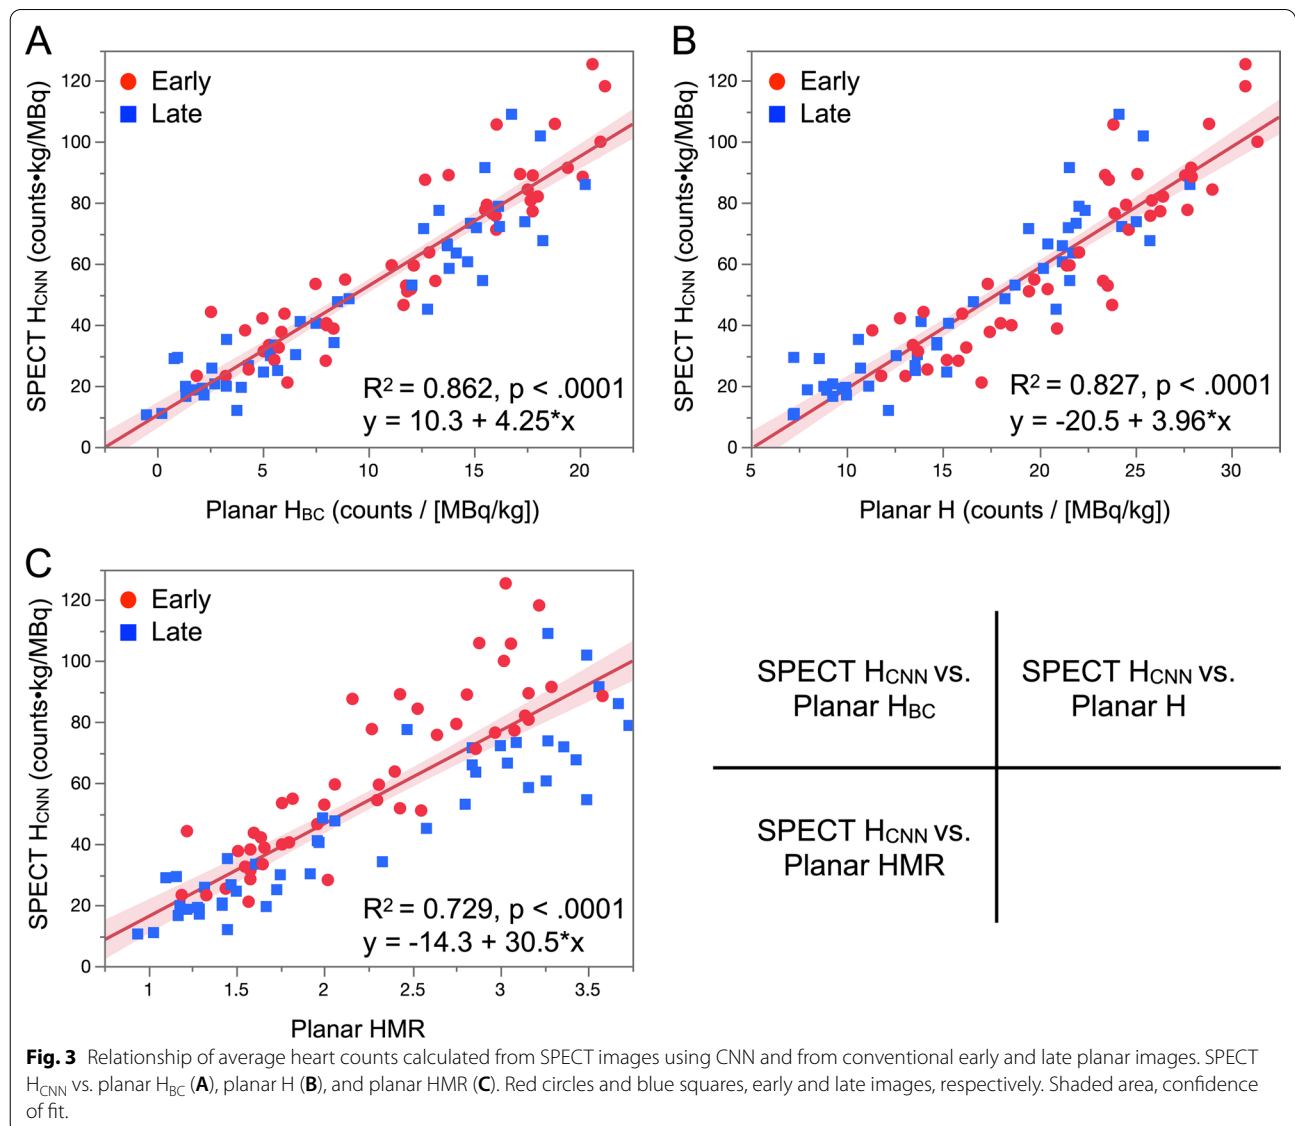 A
Early
Late
SPECT HCNN (counts•kg/MBq)
120
100
80
60
40
20
0
R² = 0.862, p < .0001
y = 10.3 + 4.25*x
0 5 10 15 20
Planar HBC (counts / [MBq/kg])
B
Early
Late
SPECT HCNN (counts•kg/MBq)
120
100
80
60
40
20
0
R² = 0.827, p < .0001
y = -20.5 + 3.96*x
5 10 15 20 25 30
Planar H (counts / [MBq/kg])
C
Early
Late
SPECT HCNN (counts•kg/MBq)
120
100
80
60
40
20
0
R² = 0.729, p < .0001
y = -14.3 + 30.5*x
1 1.5 2 2.5 3 3.5
Planar HMR
SPECT HCNN vs.
Planar HBC
SPECT HCNN vs.
Planar H
SPECT HCNN vs.
Planar HMR
Fig. 3 Relationship of average heart counts calculated from SPECT images using CNN and from conventional early and late planar images. SPECT
HCNN vs. planar HBC (A), planar H (B), and planar HMR (C). Red circles and blue squares, early and late images, respectively. Shaded area, confidence
of fit.